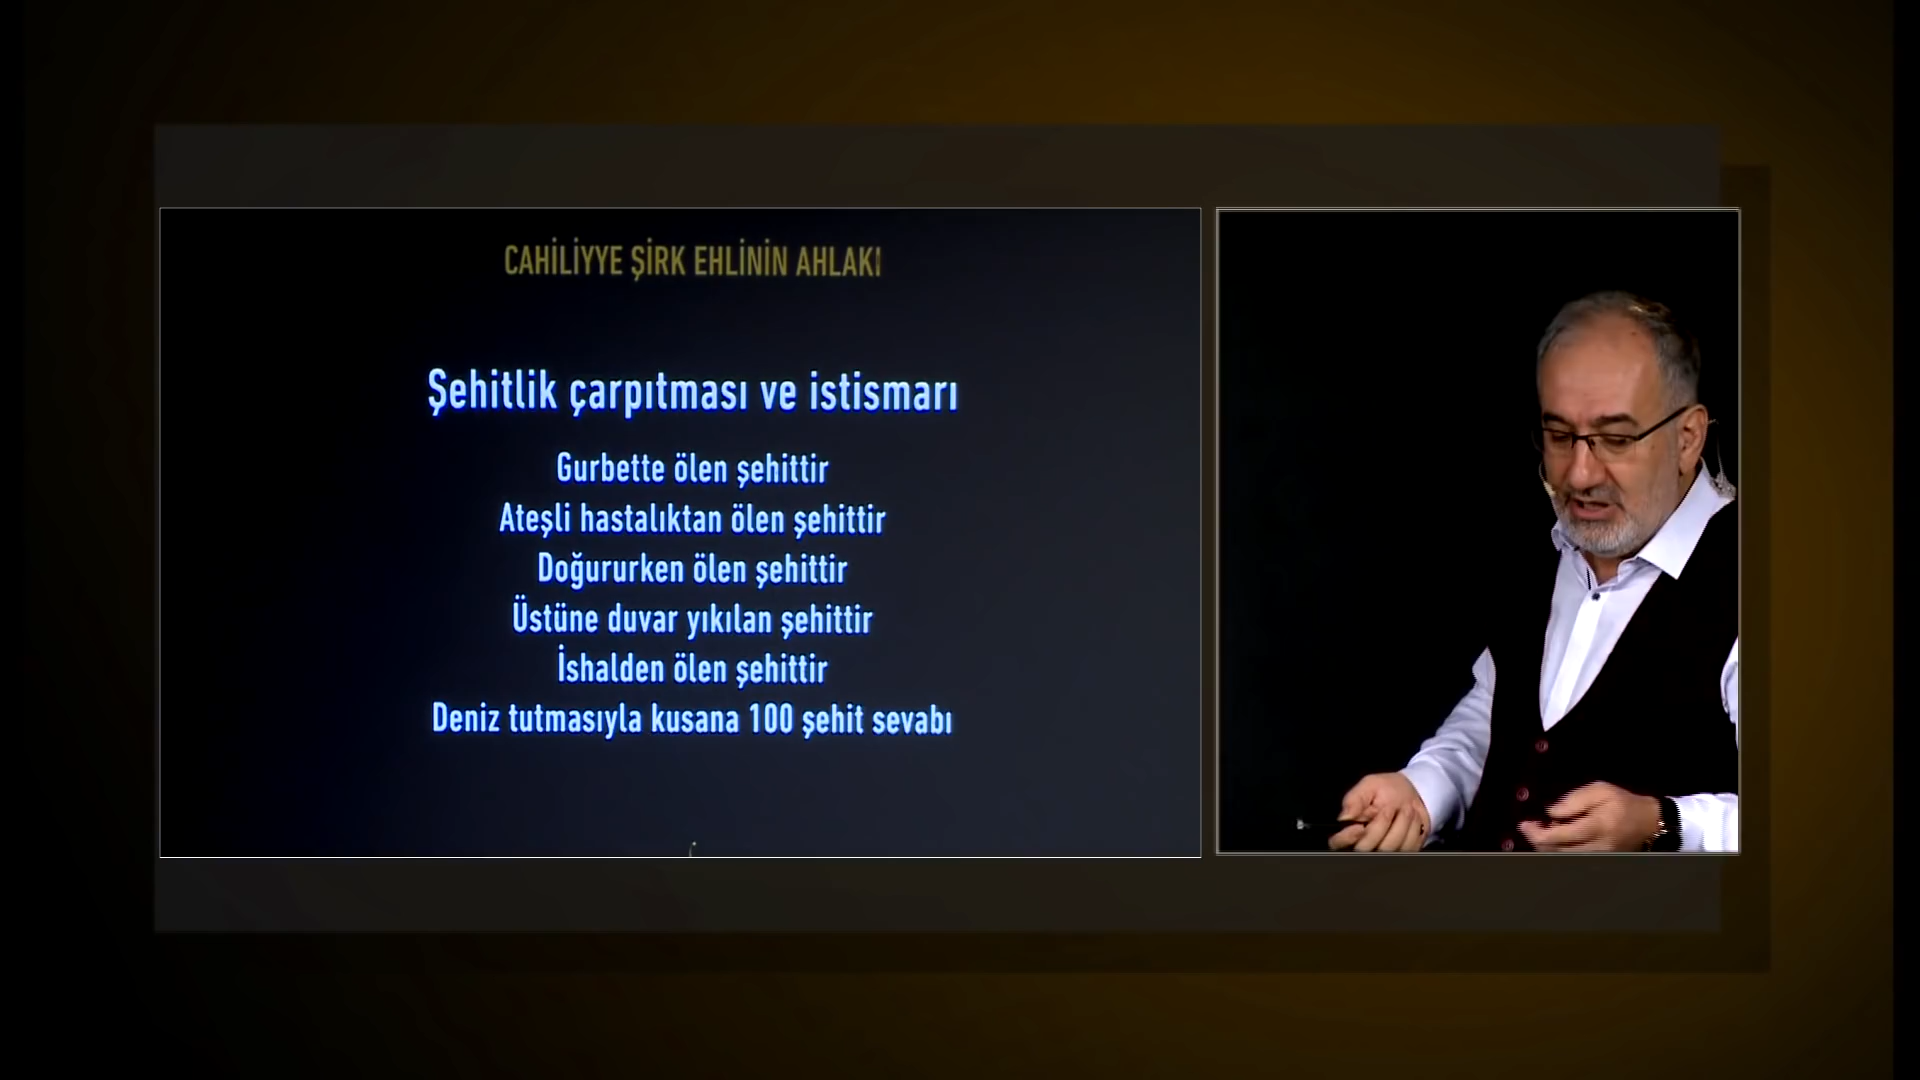 CAHİLİYYE ŞİRK EHLİNİN AHLAKI
Şehitlik çarpıtması ve istismarı
Gurbette ölen şehittir
Ateşli hastalıktan ölen şehittir
Doğururken ölen şehittir
Üstüne duvar yıkılan şehittir
İshalden ölen şehittir
Deniz tutmasıyla kusana 100 şehit sevabı